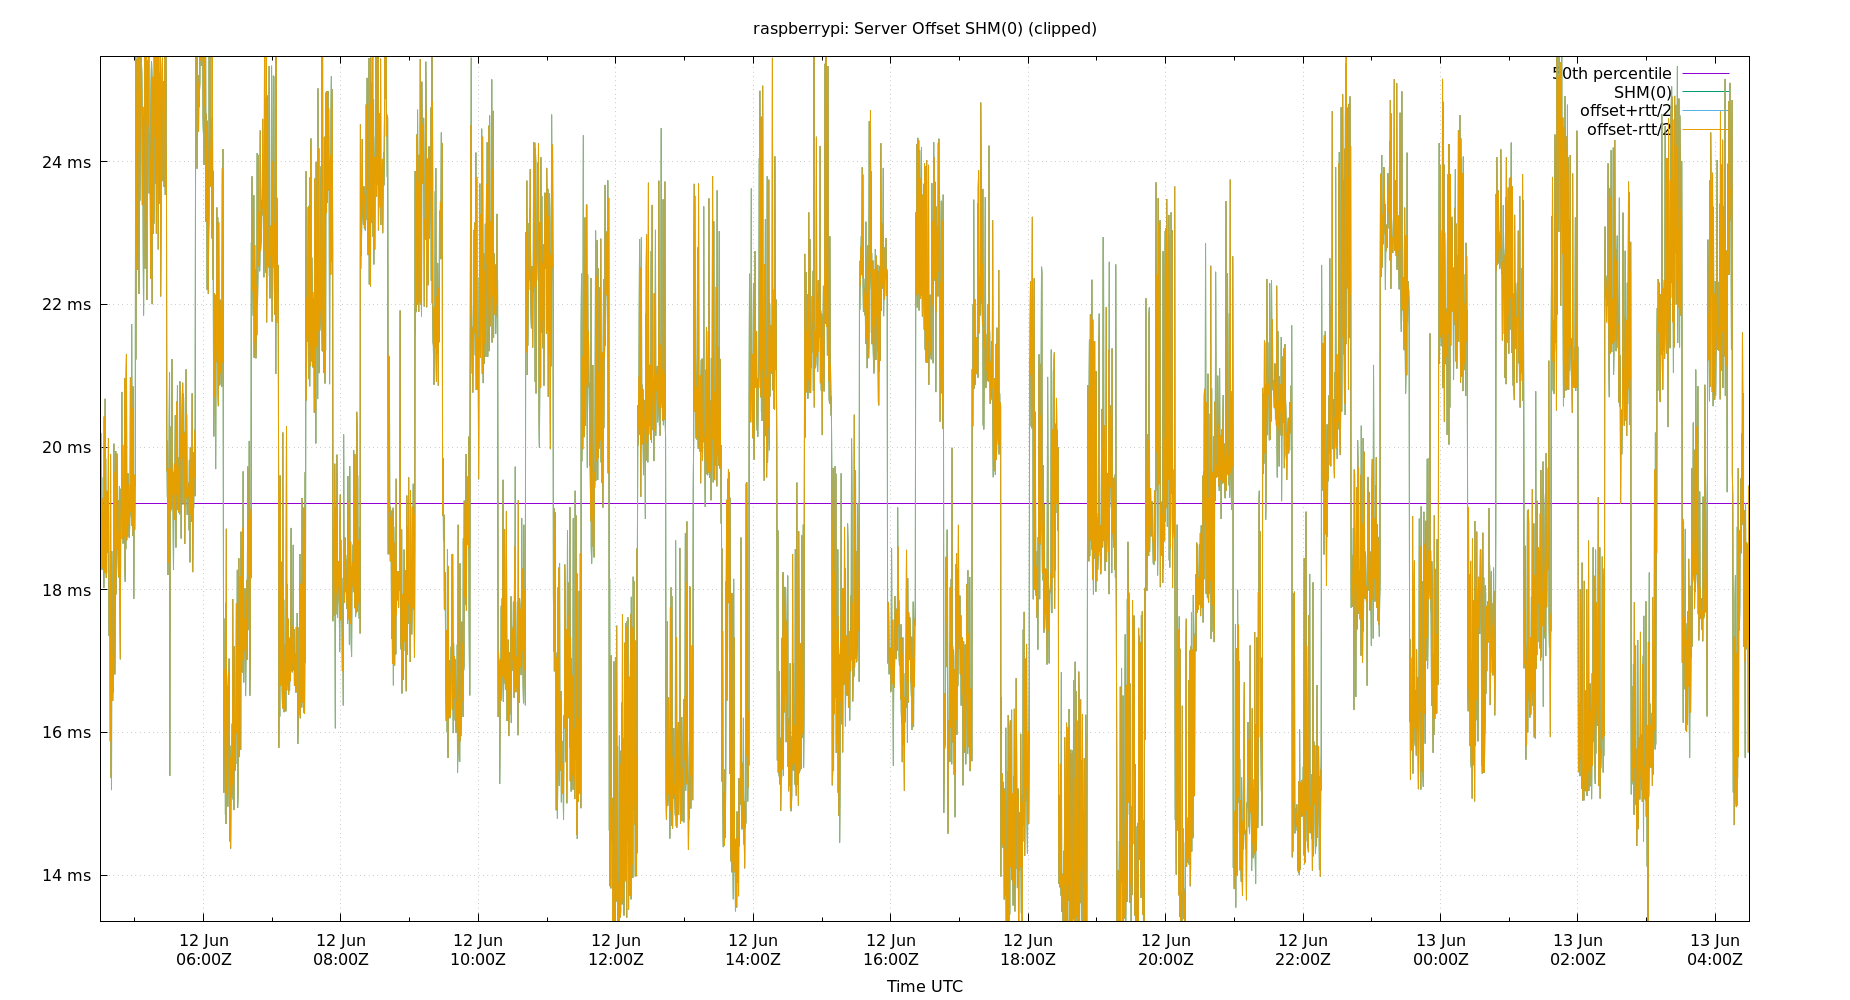 raspberrypi: Server Offset SHM(0) (clipped)
50th percentile
SHM(0)
offset+rtt/2
offset-rtt/2
24 ms
22 ms
20 ms
18 ms
16 ms
14 ms
12 Jun 12 Jun 12 Jun 12 Jun 12 Jun 12 Jun 12 Jun 12 Jun 12 Jun 13 Jun 13 Jun 13 Jun
06:00Z 08:00Z 10:00Z 12:00Z 14:00Z 16:00Z 18:00Z 20:00Z 22:00Z 00:00Z 02:00Z 04:00Z
Time UTC